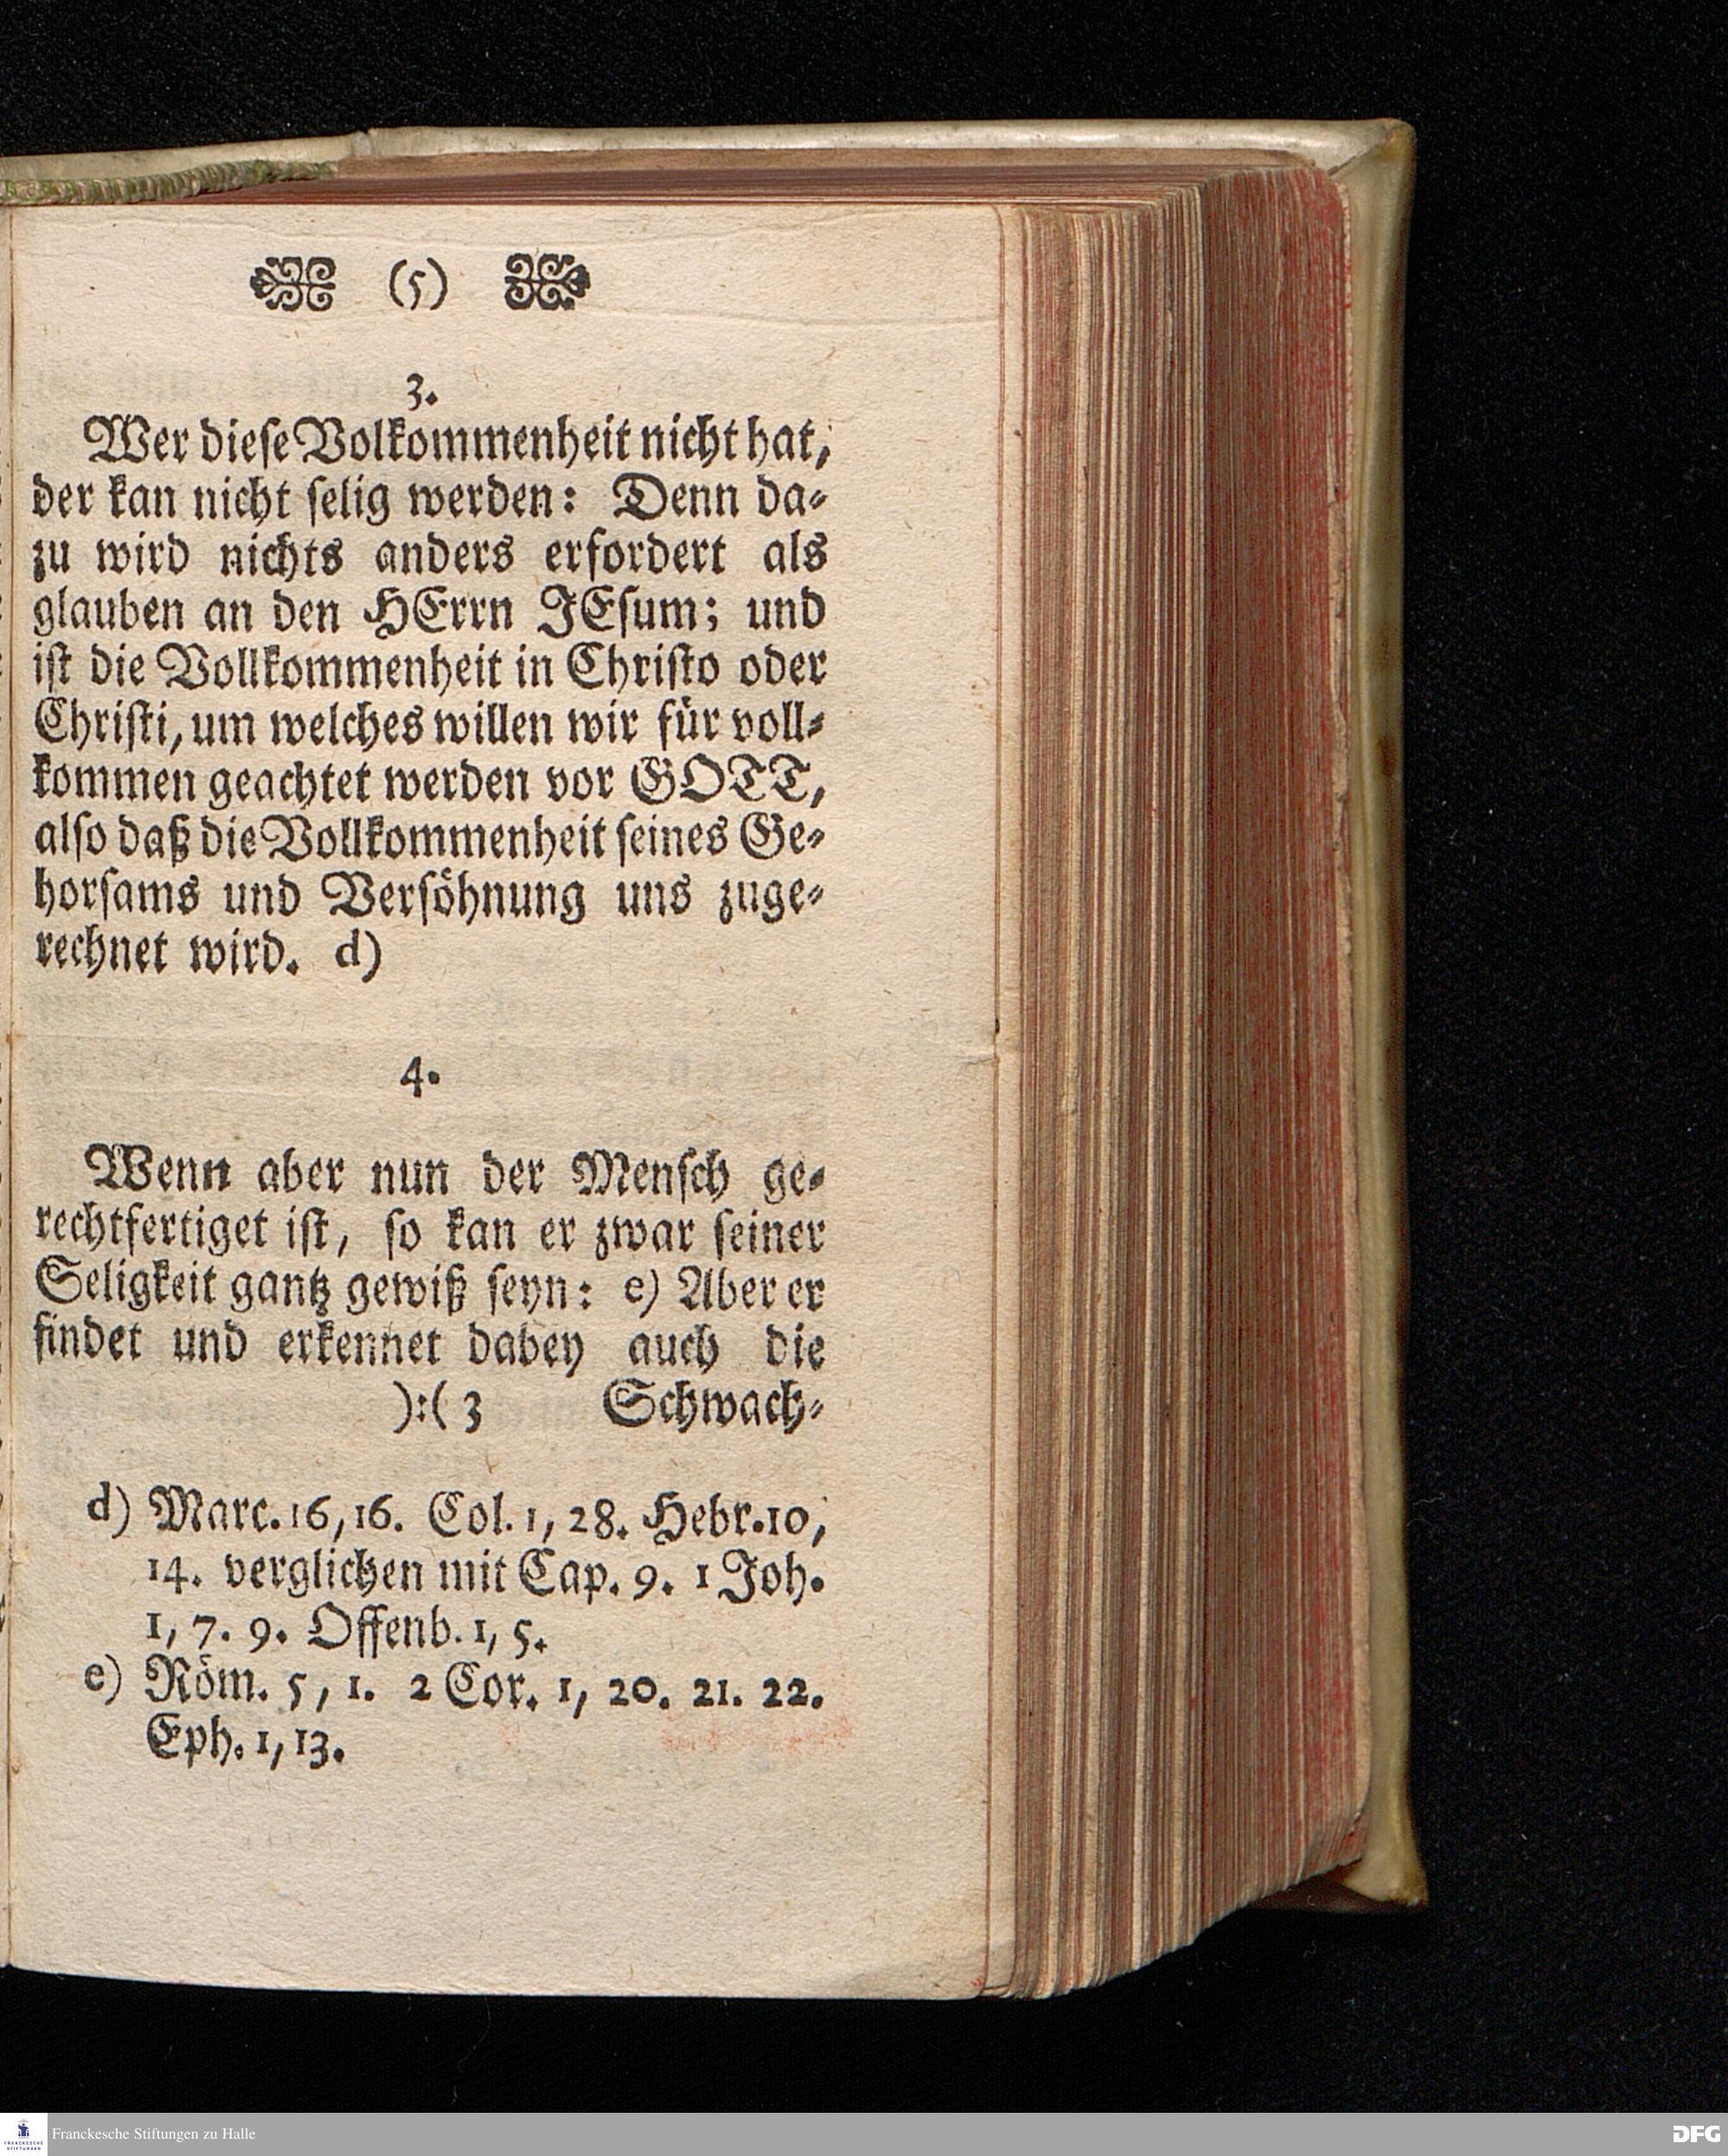 (5)
3.
Wer dieſe Volkommenheit nicht hat,
der kan nicht ſelig werden: Denn da-
zu wird nichts anders erfordert als
glauben an den HErrn JEſum; und
iſt die Vollkommenheit in Chriſto oder
Chriſti, um welches willen wir für voll-
kommen geachtet werden vor GOTT,
alſo daß die Vollkommenheit ſeines Ge-
horſams und Verſöhnung uns zuge-
rechnet wird. d)
4.
Wenn aber nun der Menſch ge-
rechtfertiget iſt, ſo kan er zwar ſeiner
Seligkeit gantz gewiß ſeyn: e) Aber er
findet und erkennet dabey auch die
):( 3 Schwach-
d) Marc. 16, 16. Col. 1, 28. Hebr. 10,
14. verglichen mit Cap. 9. 1 Joh.
1, 7. 9. Offenb. 1, 5.
e) Röm. 5, 1. 2 Cor. 1, 20. 21. 22.
Eph. 1, 13.
FRANCKESCHE
STIFTUNGEN
Franckesche Stiftungen zu Halle
DFG